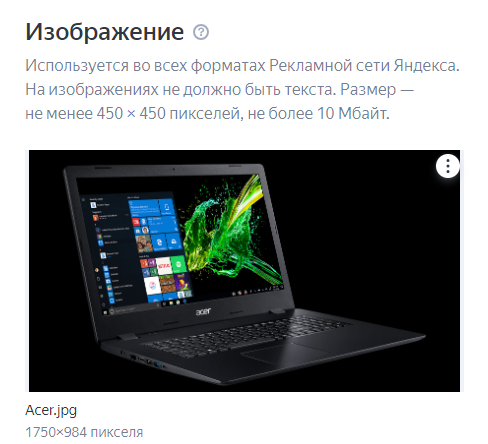 Изображение
Используется во всех форматах Рекламной сети Яндекса.
На изображениях не должно быть текста. Размер —
не менее 450 × 450 пикселей, не более 10 Мбайт.
acer
Acer.jpg
1750×984 пикселя